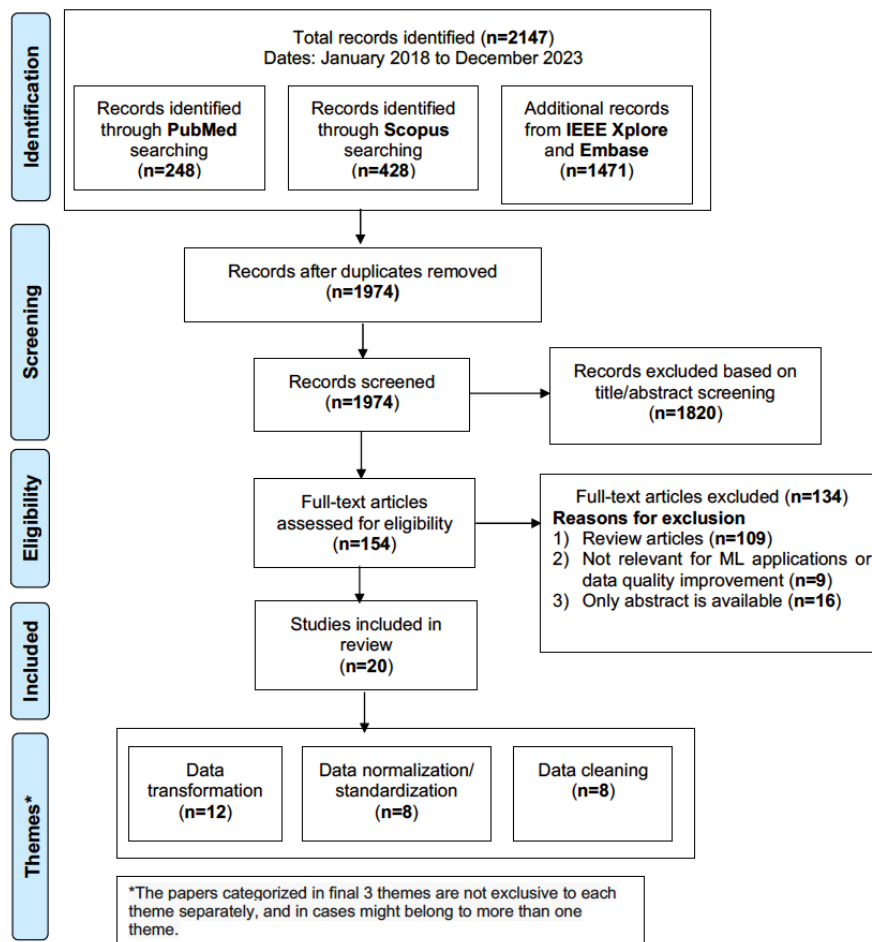 Identification
Total records identified (n=2147)
Dates: January 2018 to December 2023
Records identified
through PubMed
searching
(n=248)
Records identified
through Scopus
searching
(n=428)
Additional records
from IEEE Xplore
and Embase
(n=1471)
Screening
Records after duplicates removed
(n=1974)
Records screened
(n=1974)
Records excluded based on
title/abstract screening
(n=1820)
Eligibility
Full-text articles
assessed for eligibility
(n=154)
Full-text articles excluded (n=134)
Reasons for exclusion
1) Review articles (n=109)
2) Not relevant for ML applications or
data quality improvement (n=9)
3) Only abstract is available (n=16)
Included
Studies included in
review
(n=20)
Themes*
Data
transformation
(n=12)
Data normalization/
standardization
(n=8)
Data cleaning
(n=8)
*The papers categorized in final 3 themes are not exclusive to each
theme separately, and in cases might belong to more than one
theme.